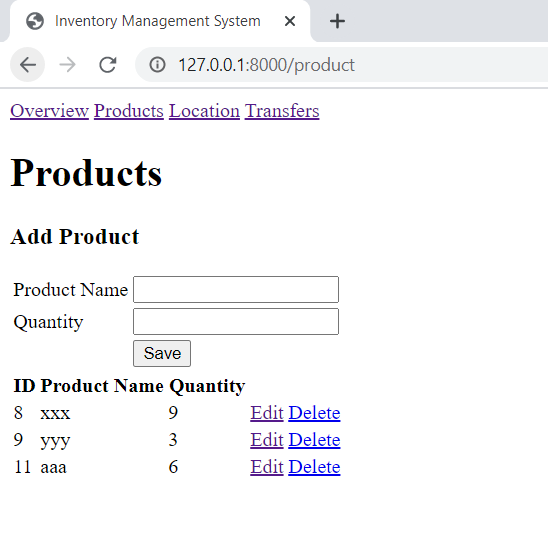 Inventory Management System
127.0.0.1:8000/product
Overview Products Location Transfers
Products
Add Product
Product Name
Quantity
Save
ID Product Name Quantity
8 xxx 9 Edit Delete
9 yyy 3 Edit Delete
11 aaa 6 Edit Delete